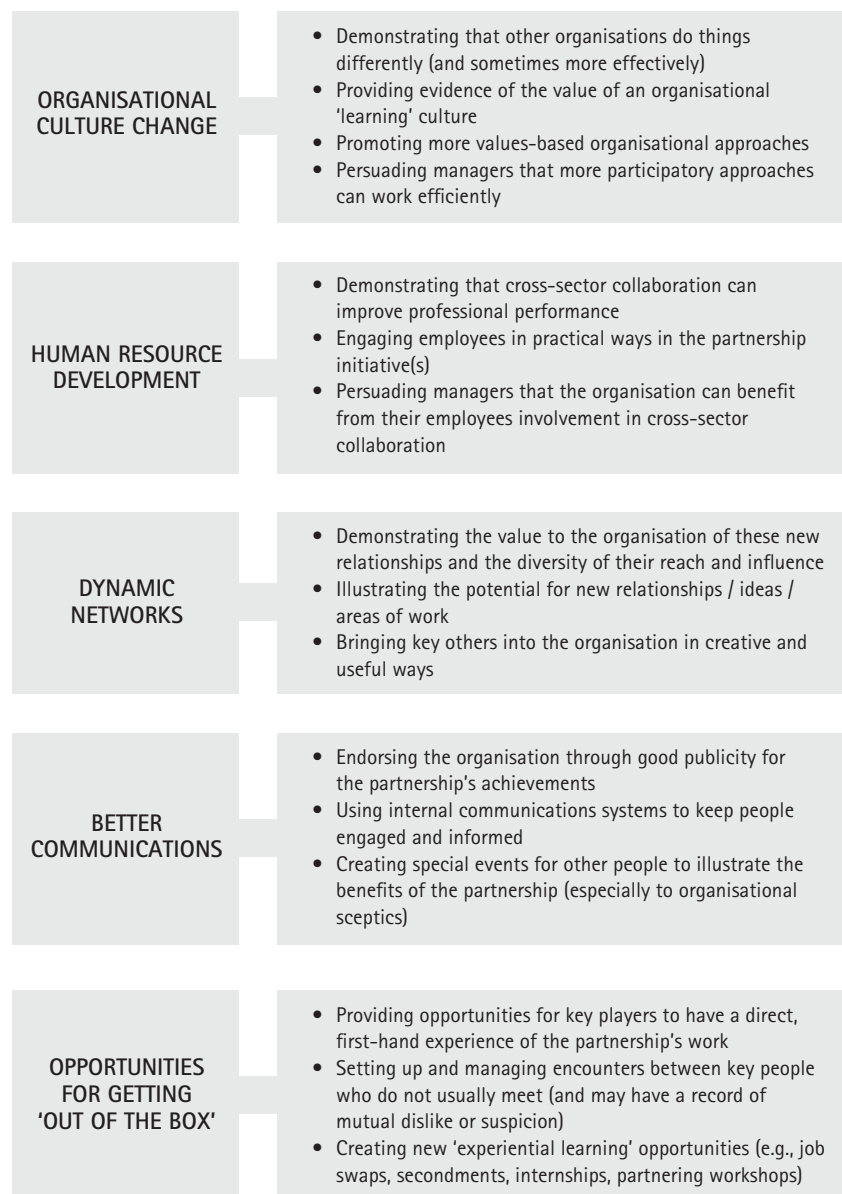 ORGANISATIONAL
CULTURE CHANGE
• Demonstrating that other organisations do things
differently (and sometimes more effectively)
• Providing evidence of the value of an organisational
'learning' culture
• Promoting more values-based organisational approaches
• Persuading managers that more participatory approaches
can work efficiently
HUMAN RESOURCE
DEVELOPMENT
• Demonstrating that cross-sector collaboration can
improve professional performance
• Engaging employees in practical ways in the partnership
initiative(s)
• Persuading managers that the organisation can benefit
from their employees involvement in cross-sector
collaboration
DYNAMIC
NETWORKS
• Demonstrating the value to the organisation of these new
relationships and the diversity of their reach and influence
• Illustrating the potential for new relationships / ideas /
areas of work
• Bringing key others into the organisation in creative and
useful ways
BETTER
COMMUNICATIONS
• Endorsing the organisation through good publicity for
the partnership's achievements
• Using internal communications systems to keep people
engaged and informed
• Creating special events for other people to illustrate the
benefits of the partnership (especially to organisational
sceptics)
OPPORTUNITIES
FOR GETTING
'OUT OF THE BOX'
• Providing opportunities for key players to have a direct,
first-hand experience of the partnership's work
• Setting up and managing encounters between key people
who do not usually meet (and may have a record of
mutual dislike or suspicion)
• Creating new 'experiential learning' opportunities (e.g., job
swaps, secondments, internships, partnering workshops)